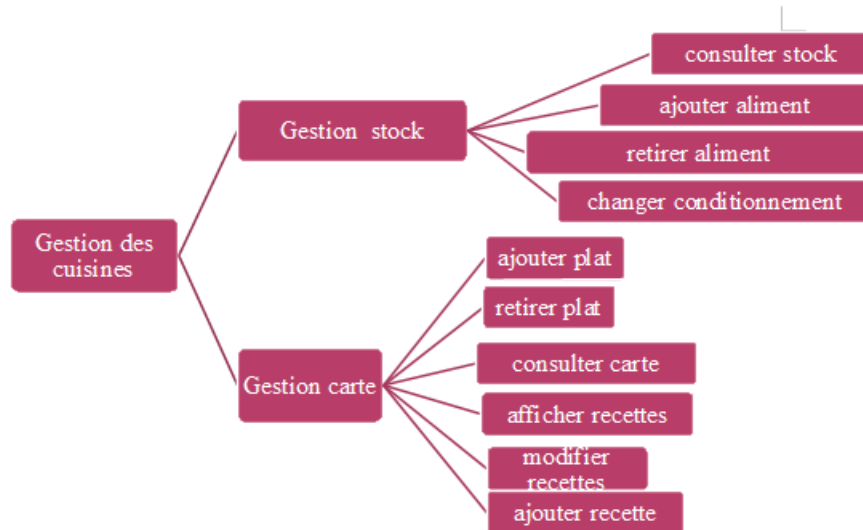 consulter stock
ajouter aliment
Gestion stock
retirer aliment
changer conditionnement
Gestion des
cuisines
ajouter plat
retirer plat
consulter carte
Gestion carte
afficher recettes
modifier
recettes
ajouter recette